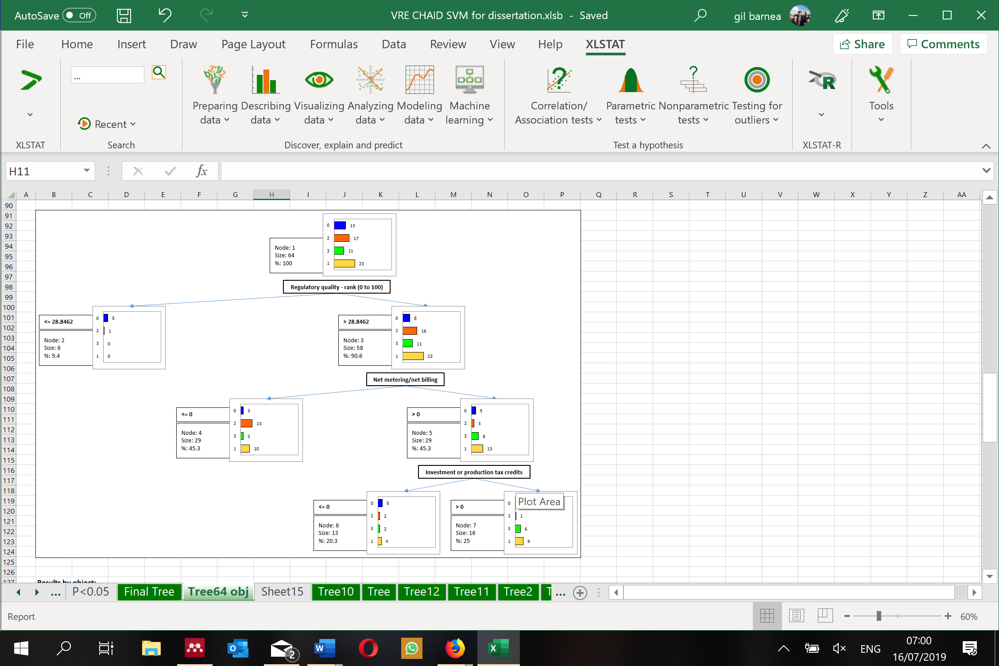 AutoSave Off
VRE CHAID SVM for dissertation.xlsb - Saved
gil barnea
File Home Insert Draw Page Layout Formulas Data Review View Help XLSTAT
Share Comments
...
Recent
Preparing data
Describing data
Visualizing data
Analyzing data
Modeling data
Machine learning
Correlation/ Association tests
Parametric tests
Nonparametric tests
Testing for outliers
R
Tools
XLSTAT
Search
Discover, explain and predict
Test a hypothesis
XLSTAT-R
H11
fx
A B C D E F G H I J K L M N O P Q R S T U V W X Y Z AA
90
91
92
93
94
95
96
97
98
99
100
101
102
103
104
105
106
107
108
109
110
111
112
113
114
115
116
117
118
119
120
121
122
123
124
125
126
127
Node: 1
Size: 64
%: 100
0 13
2 17
3 11
1 23
Regulatory quality - rank (0 to 100)
<= 28.8462
Node: 2
Size: 6
%: 9.4
0 5
2 1
3 0
1 0
> 28.8462
Node: 3
Size: 58
%: 90.6
0 8
2 16
3 11
1 23
Net metering/net billing
<= 0
Node: 4
Size: 29
%: 45.3
0 3
2 13
3 3
1 10
> 0
Node: 5
Size: 29
%: 45.3
0 5
2 3
3 8
1 13
Investment or production tax credits
<= 0
Node: 6
Size: 13
%: 20.3
0 5
2 2
3 2
1 4
> 0
Node: 7
Size: 16
%: 25
0
2 1
3 6
1 9
Plot Area
Results by object:
... P<0.05 Final Tree Tree64 obj Sheet15 Tree10 Tree Tree12 Tree11 Tree2 T ...
Report
60%
2
ENG
07:00
16/07/2019